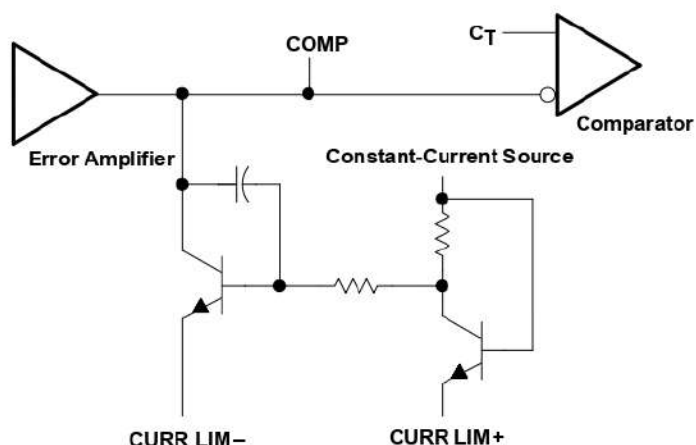 COMP
CT
Comparator
Error Amplifier
Constant-Current Source
CURR LIM–
CURR LIM+